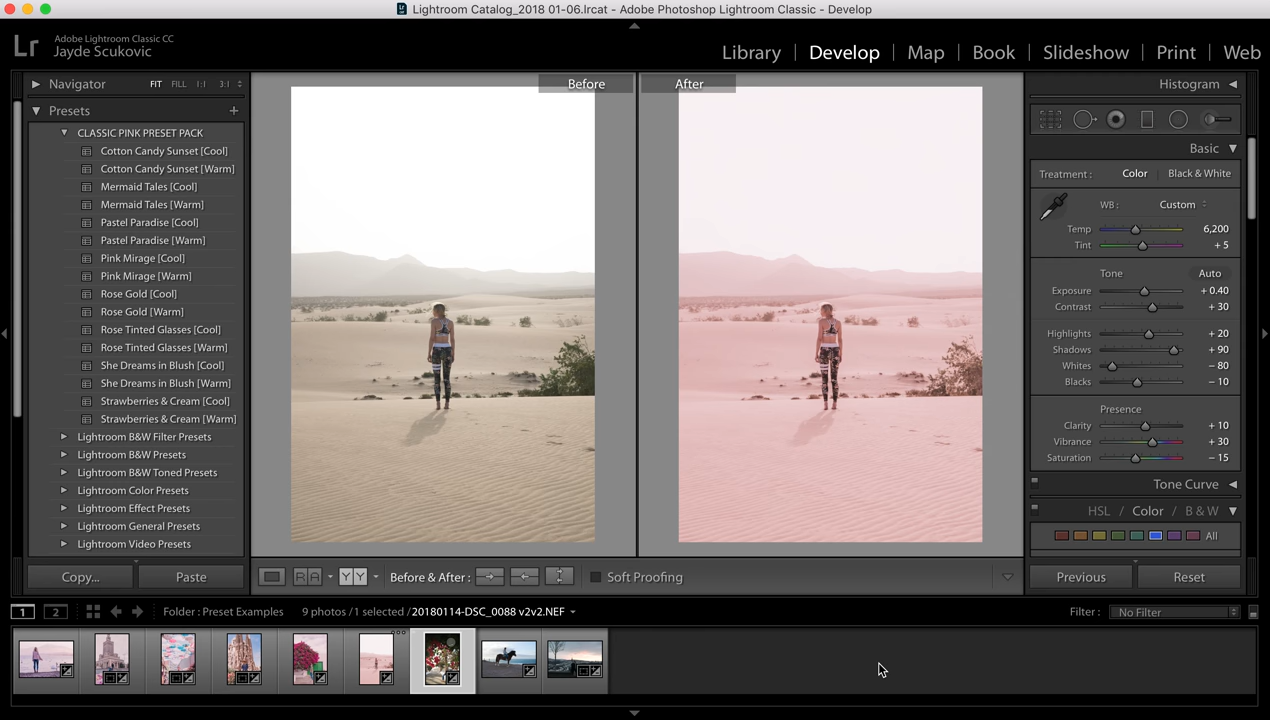 Lightroom Catalog_2018 01-06.lrcat - Adobe Photoshop Lightroom Classic - Develop
Lr
Adobe Lightroom Classic CC
Jayde Scukovic
Library | Develop | Map | Book | Slideshow | Print | Web
Navigator FIT FILL 1:1 3:1
Presets +
CLASSIC PINK PRESET PACK
Cotton Candy Sunset [Cool]
Cotton Candy Sunset [Warm]
Mermaid Tales [Cool]
Mermaid Tales [Warm]
Pastel Paradise [Cool]
Pastel Paradise [Warm]
Pink Mirage [Cool]
Pink Mirage [Warm]
Rose Gold [Cool]
Rose Gold [Warm]
Rose Tinted Glasses [Cool]
Rose Tinted Glasses [Warm]
She Dreams in Blush [Cool]
She Dreams in Blush [Warm]
Strawberries & Cream [Cool]
Strawberries & Cream [Warm]
Lightroom B&W Filter Presets
Lightroom B&W Presets
Lightroom B&W Toned Presets
Lightroom Color Presets
Lightroom Effect Presets
Lightroom General Presets
Lightroom Video Presets
Copy... Paste
Before After
R A Y Y Before & After : Soft Proofing
Histogram
Basic
Treatment : Color | Black & White
WB : Custom
Temp 6,200
Tint + 5
Tone Auto
Exposure + 0.40
Contrast + 30
Highlights + 20
Shadows + 90
Whites - 80
Blacks - 10
Presence
Clarity + 10
Vibrance + 30
Saturation - 15
Tone Curve
HSL / Color / B & W
All
Previous Reset
1 2 Folder : Preset Examples 9 photos / 1 selected / 20180114-DSC_0088 v2v2.NEF Filter : No Filter